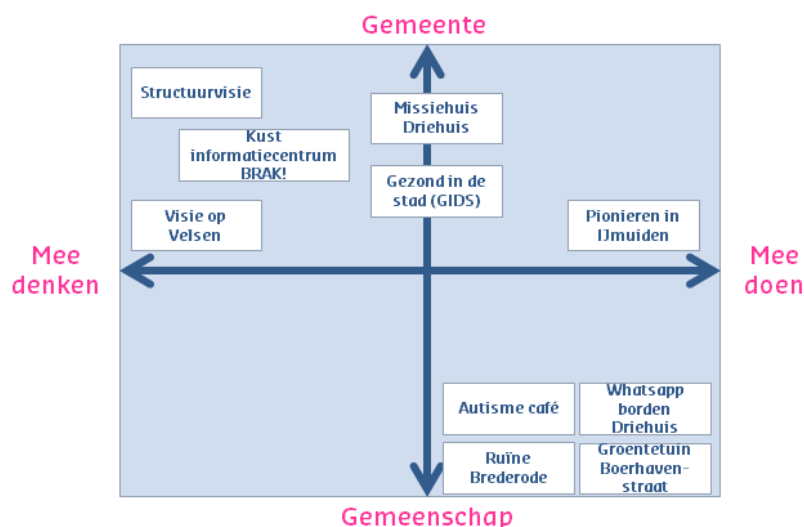 Gemeente
Structuurvisie
Missiehuis
Driehuis
Kust
informatiecentrum
BRAK!
Gezond in de
stad (GIDS)
Visie op
Velsen
Pionieren in
IJmuiden
Mee
denken
Mee
doen
Autisme café
Whatsapp
borden
Driehuis
Ruïne
Brederode
Groentetuin
Boerhaven-
straat
Gemeenschap